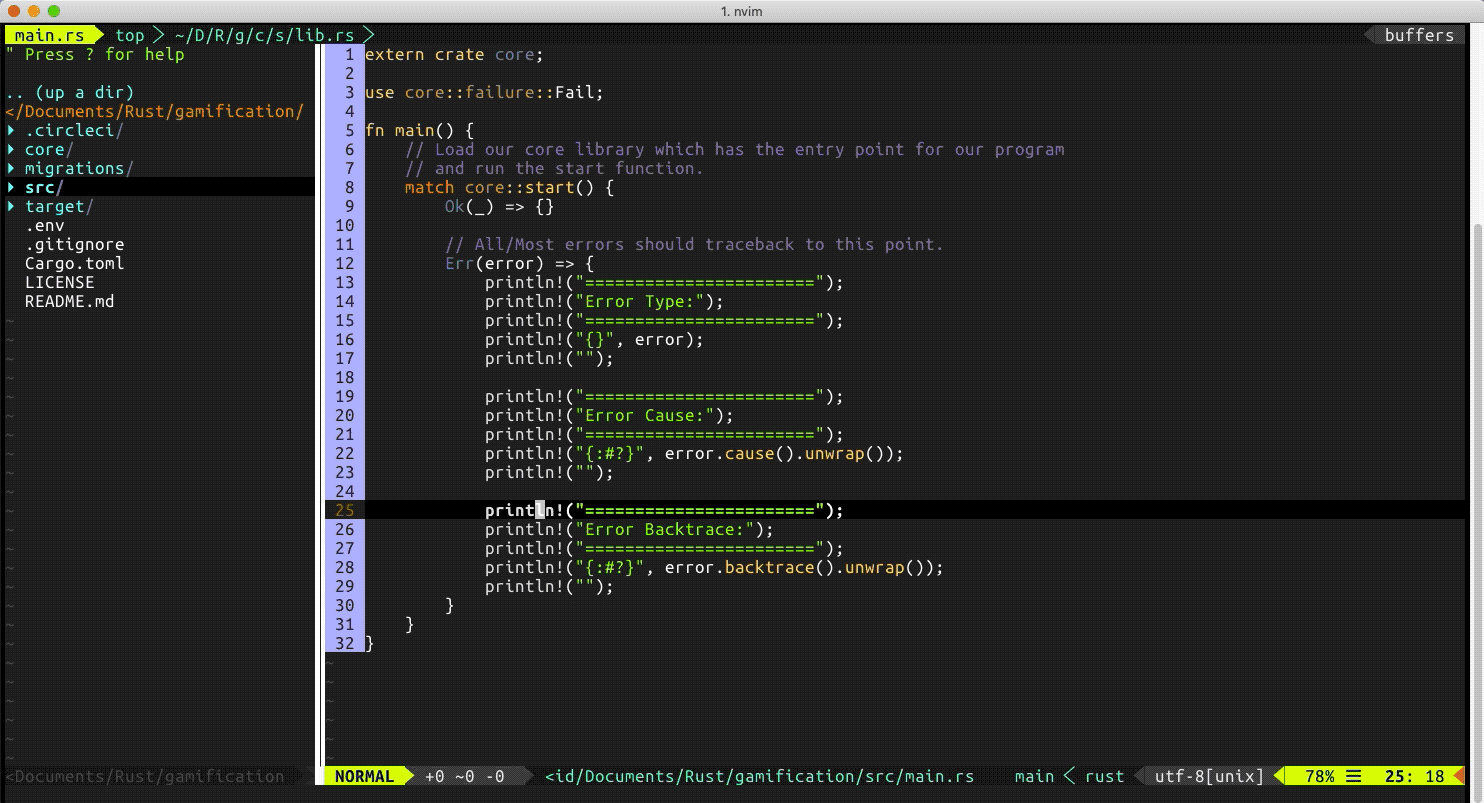 1. nvim
main.rs top ~/D/R/g/c/s/lib.rs buffers
" Press ? for help
.. (up a dir)
</Documents/Rust/gamification/
.circleci/
core/
migrations/
src/
target/
.env
.gitignore
Cargo.toml
LICENSE
README.md
1 extern crate core;
2
3 use core::failure::Fail;
4
5 fn main() {
6     // Load our core library which has the entry point for our program
7     // and run the start function.
8     match core::start() {
9         Ok(_) => {}
10
11         // All/Most errors should traceback to this point.
12         Err(error) => {
13             println!("=======================");
14             println!("Error Type:");
15             println!("=======================");
16             println!("{}", error);
17             println!("");
18
19             println!("=======================");
20             println!("Error Cause:");
21             println!("=======================");
22             println!("{:#?}", error.cause().unwrap());
23             println!("");
24
25             println!("=======================");
26             println!("Error Backtrace:");
27             println!("=======================");
28             println!("{:#?}", error.backtrace().unwrap());
29             println!("");
30         }
31     }
32 }
<Documents/Rust/gamification
NORMAL +0 ~0 -0 <id/Documents/Rust/gamification/src/main.rs main < rust utf-8[unix] 78% ☰ 25: 18